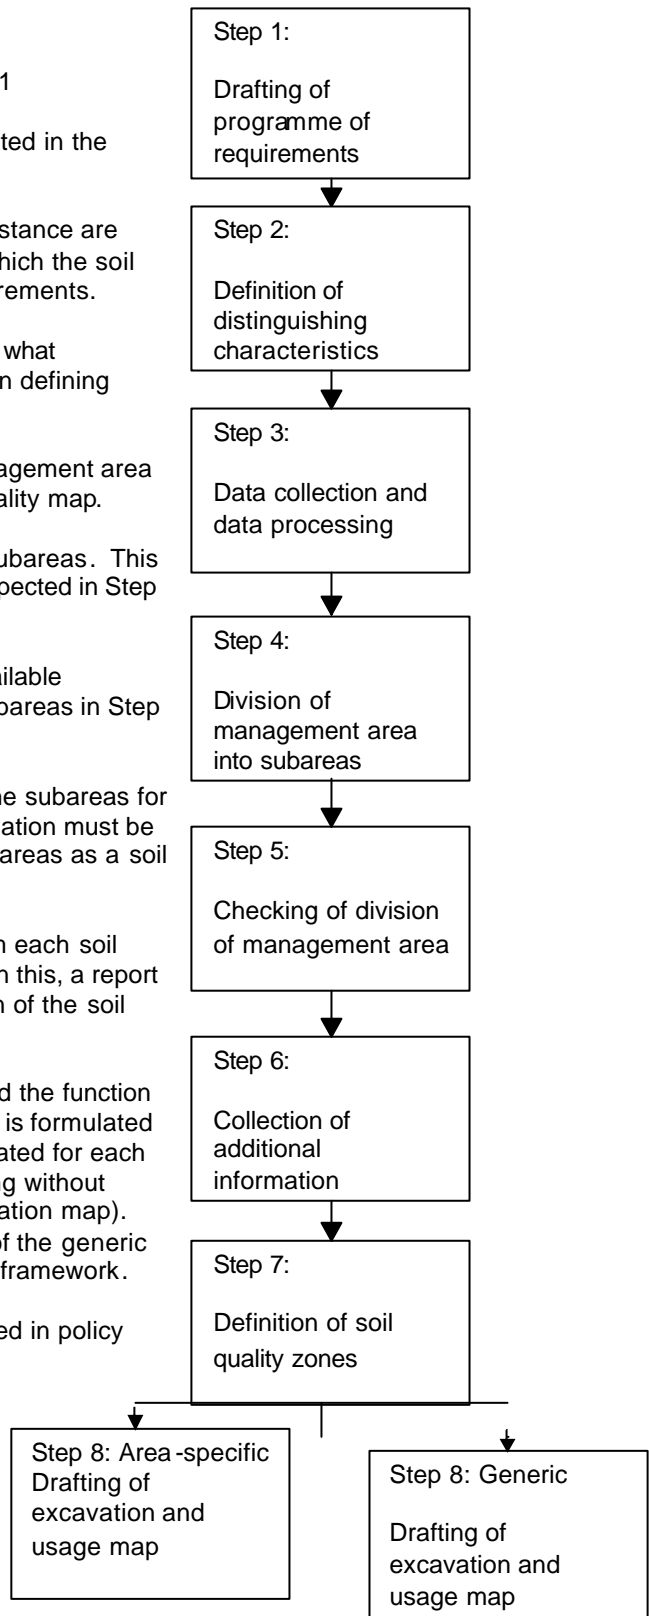 1
ted in the
stance are
hich the soil
rements.
what
n defining
agement area
ality map.
ubareas. This
pected in Step
ilable
bareas in Step
ne subareas for
ation must be
areas as a soil
n each soil
n this, a report
n of the soil
d the function
is formulated
ated for each
ng without
ation map).
of the generic
framework.
ed in policy
Step 1:
Drafting of
programme of
requirements
Step 2:
Definition of
distinguishing
characteristics
Step 3:
Data collection and
data processing
Step 4:
Division of
management area
into subareas
Step 5:
Checking of division
of management area
Step 6:
Collection of
additional
information
Step 7:
Definition of soil
quality zones
Step 8: Area-specific
Drafting of
excavation and
usage map
Step 8: Generic
Drafting of
excavation and
usage map